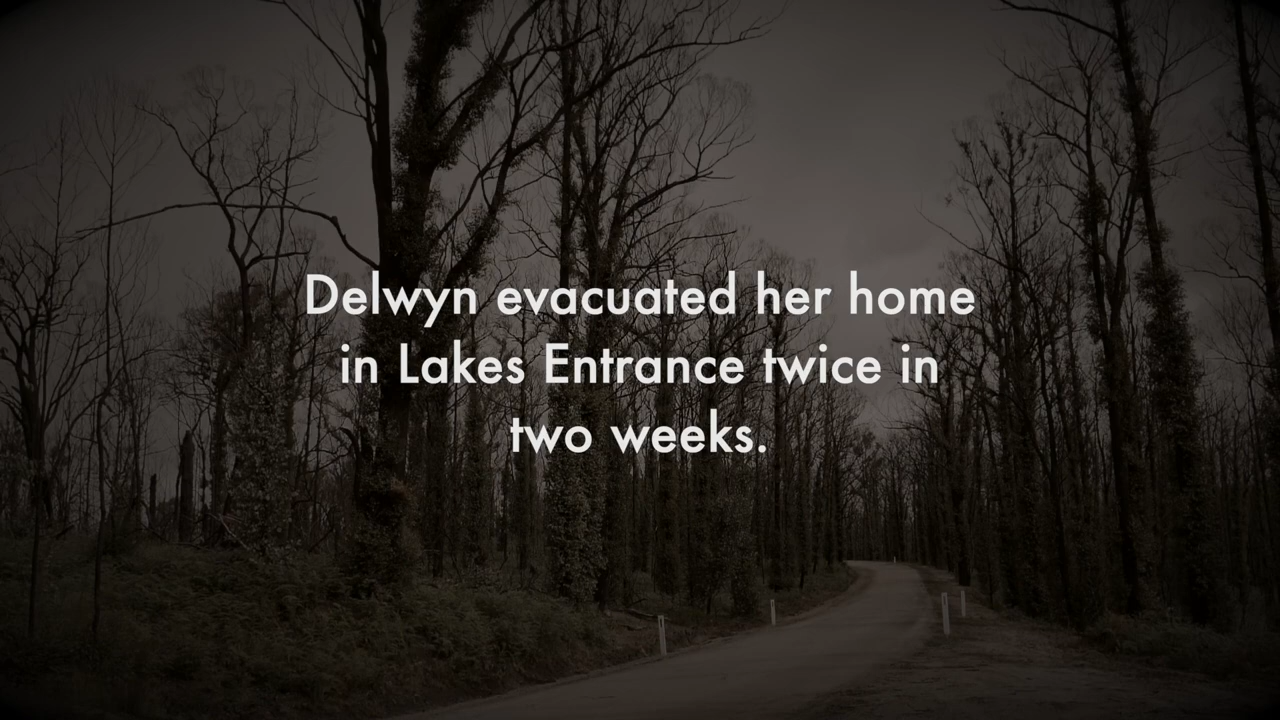 Delwyn evacuated her home
in Lakes Entrance twice in
two weeks.